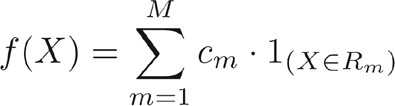 f(X) = \sum_{m=1}^{M} c_m \cdot 1_{(X \in R_m)}